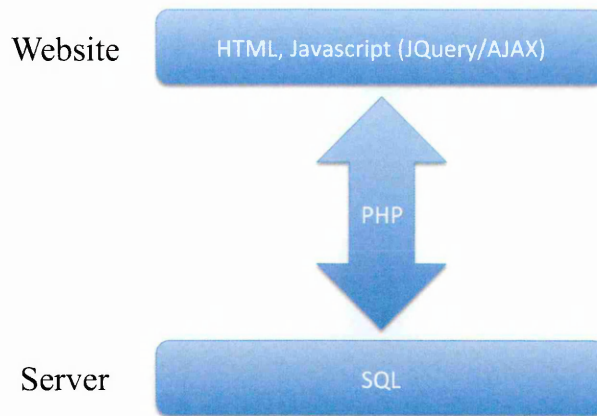 Website
HTML, Javascript (JQuery/AJAX)
PHP
Server
SQL